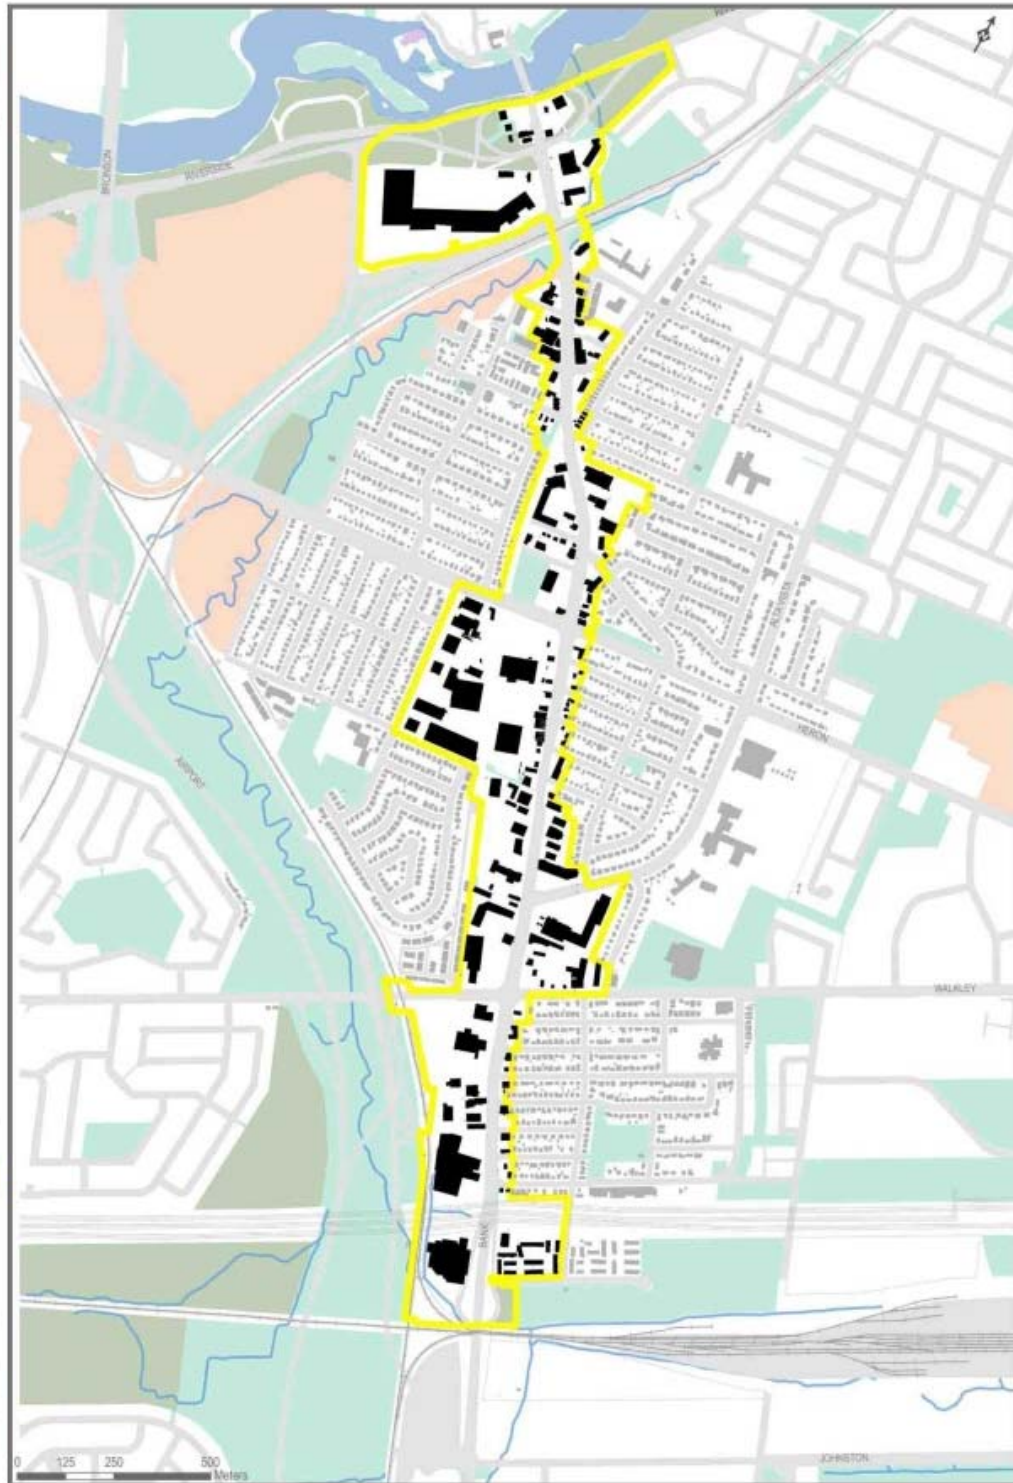 BRONSON
RIVERSIDE
ALTA VISTA
HERON
AIRPORT
WALKLEY
BANK
JOHNSTON
0 125 250 500
Meters